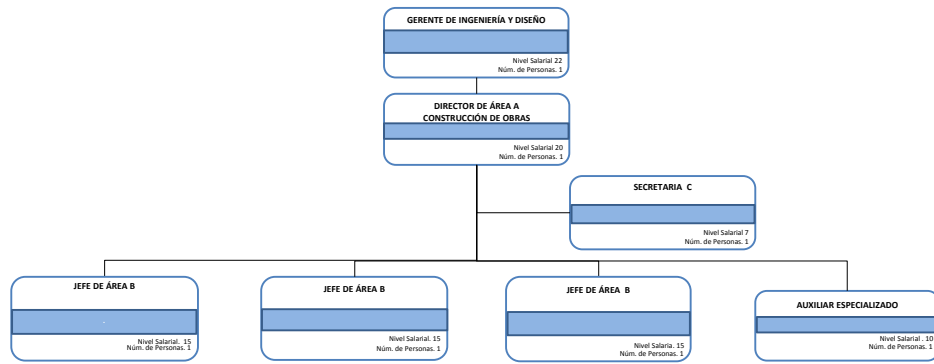 GERENTE DE INGENIERÍA Y DISEÑO
Nivel Salarial 22
Núm. de Personas. 1
DIRECTOR DE ÁREA A
CONSTRUCCIÓN DE OBRAS
Nivel Salarial 20
Núm. de Personas. 1
SECRETARIA C
Nivel Salarial 7
Núm. de Personas. 1
JEFE DE ÁREA B
Nivel Salarial. 15
Núm. de Personas. 1
JEFE DE ÁREA B
Nivel Salarial. 15
Núm. de Personas. 1
JEFE DE ÁREA B
Nivel Salaria. 15
Núm. de Personas. 1
AUXILIAR ESPECIALIZADO
Nivel Salarial . 10
Núm. de Personas. 1